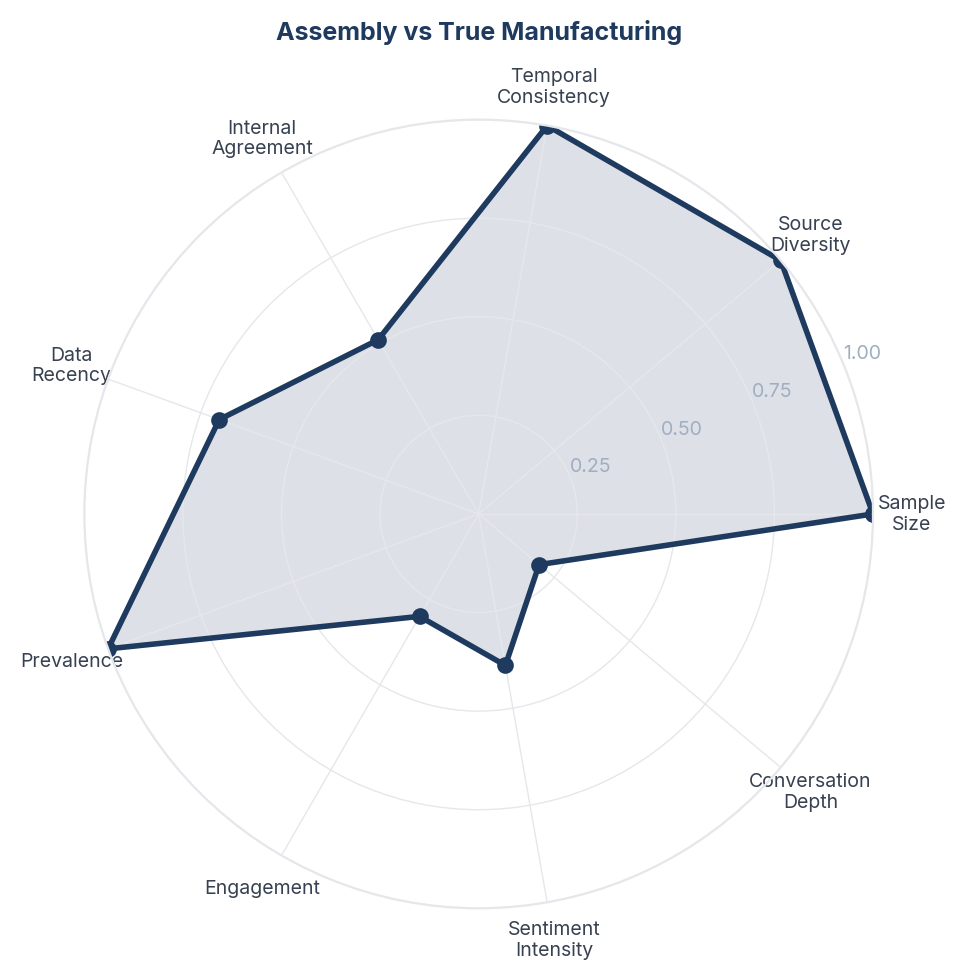 Assembly vs True Manufacturing
Temporal
Consistency
Internal
Agreement
Source
Diversity
Data
Recency
1.00
0.75
0.50
0.25
Sample
Size
Prevalence
Conversation
Depth
Engagement
Sentiment
Intensity